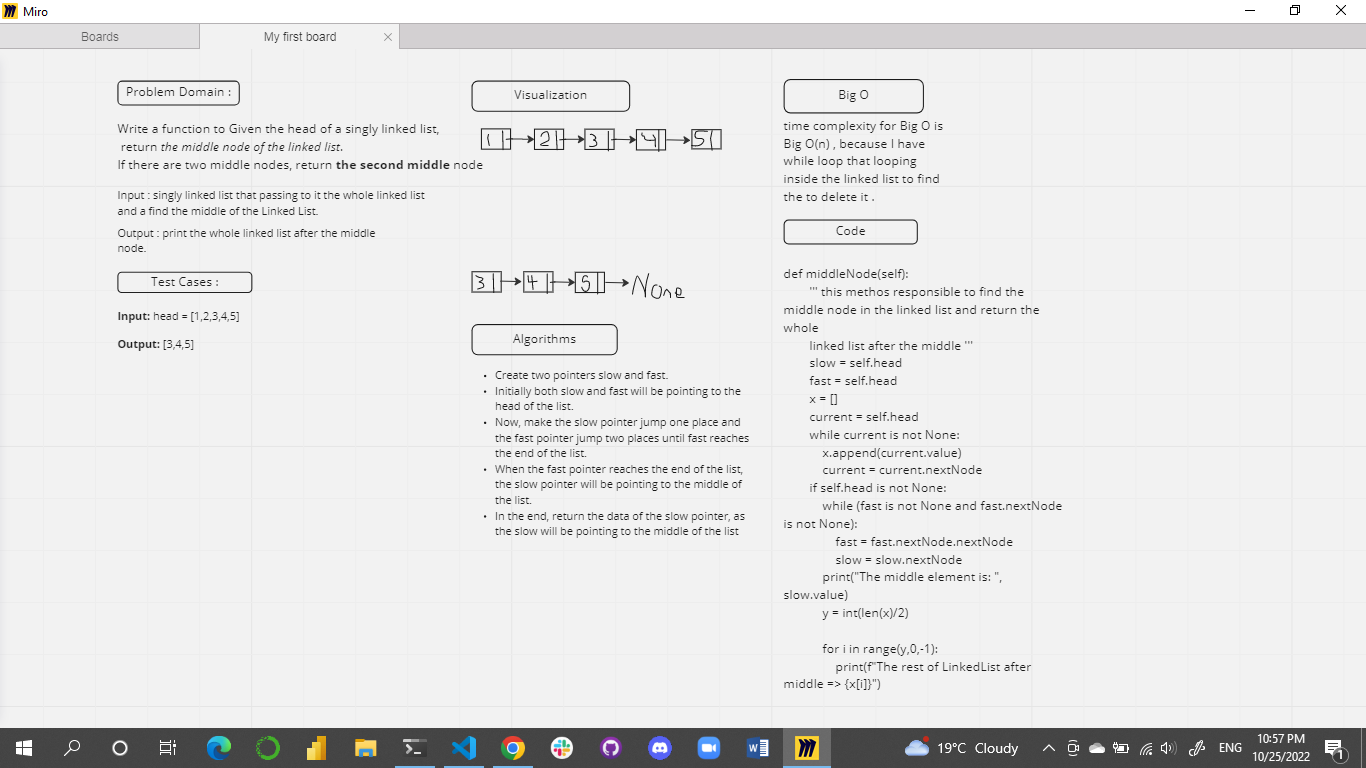 Miro
Boards
My first board
Problem Domain :
Write a function to Given the head of a singly linked list,
return the middle node of the linked list.
If there are two middle nodes, return the second middle node
Input : singly linked list that passing to it the whole linked list
and a find the middle of the Linked List.
Output : print the whole linked list after the middle
node.
Test Cases :
Input: head = [1,2,3,4,5]
Output: [3,4,5]
Visualization
1 2 3 4 5
3 4 5 None
Algorithms
• Create two pointers slow and fast.
• Initially both slow and fast will be pointing to the
head of the list.
• Now, make the slow pointer jump one place and
the fast pointer jump two places until fast reaches
the end of the list.
• When the fast pointer reaches the end of the list,
the slow pointer will be pointing to the middle of
the list.
• In the end, return the data of the slow pointer, as
the slow will be pointing to the middle of the list
Big O
time complexity for Big O is
Big O(n) , because I have
while loop that looping
inside the linked list to find
the to delete it .
Code
def middleNode(self):
''' this methos responsible to find the
middle node in the linked list and return the
whole
linked list after the middle '''
slow = self.head
fast = self.head
x = []
current = self.head
while current is not None:
x.append(current.value)
current = current.nextNode
if self.head is not None:
while (fast is not None and fast.nextNode
is not None):
fast = fast.nextNode.nextNode
slow = slow.nextNode
print("The middle element is: ",
slow.value)
y = int(len(x)/2)
for i in range(y,0,-1):
print(f"The rest of LinkedList after
middle => {x[i]}")
19°C Cloudy
ENG
10:57 PM
10/25/2022
1